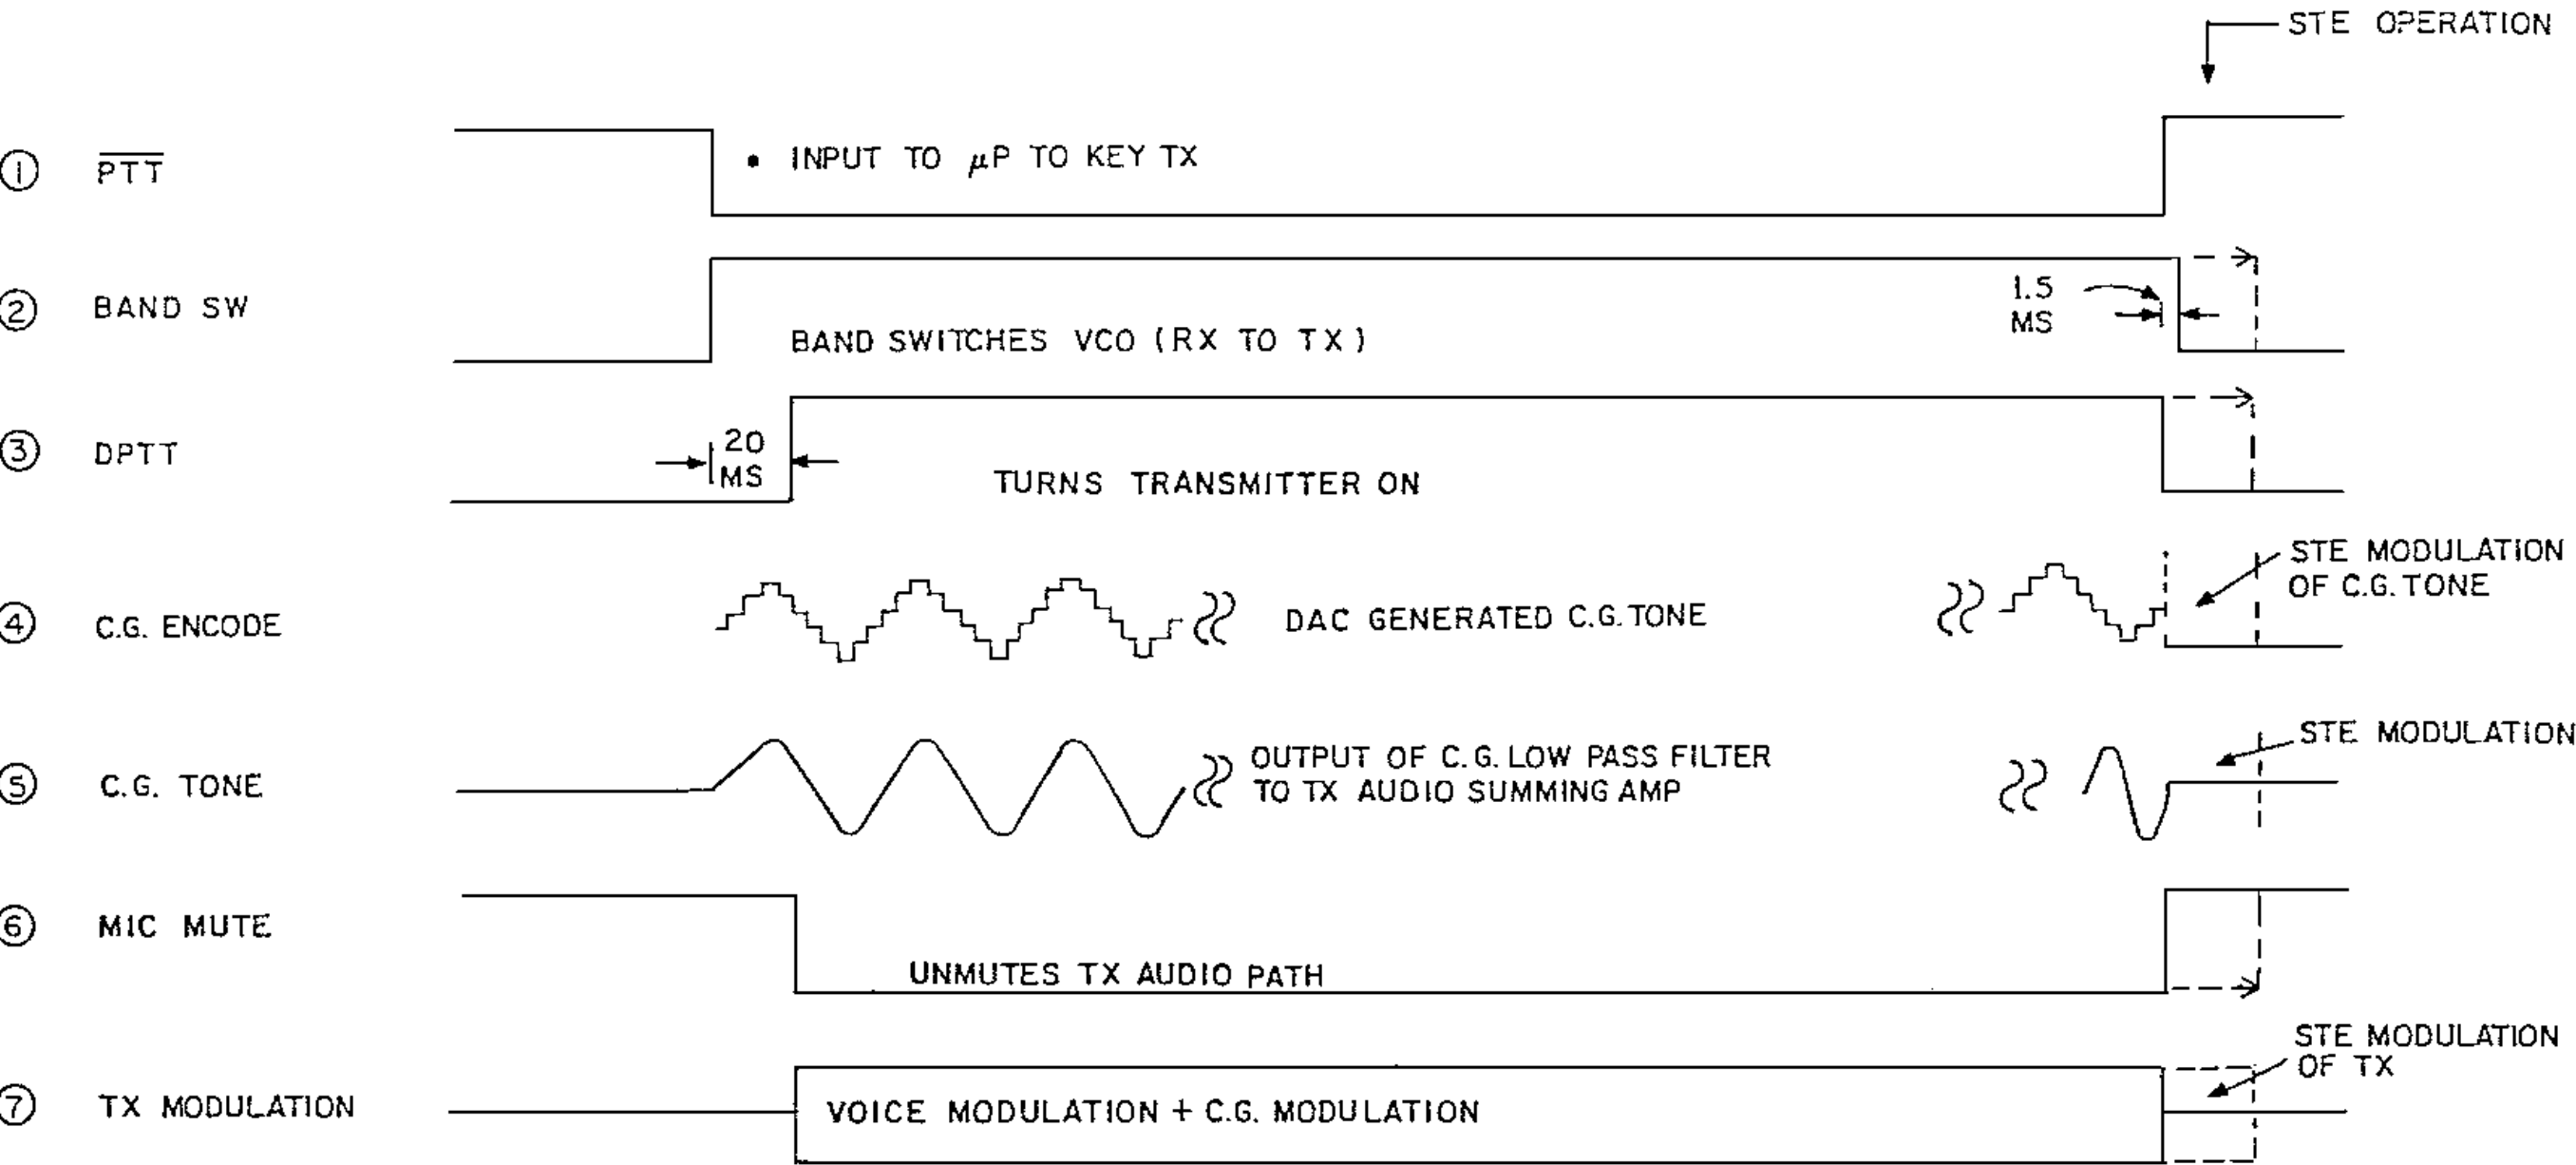 STE OPERATION
① P̅T̅T̅ • INPUT TO μP TO KEY TX
② BAND SW
1.5
MS
BAND SWITCHES VCO (RX TO TX)
③ DPTT
20
MS
TURNS TRANSMITTER ON
④ C.G. ENCODE
DAC GENERATED C.G. TONE
STE MODULATION
OF C.G. TONE
⑤ C.G. TONE
OUTPUT OF C.G. LOW PASS FILTER
TO TX AUDIO SUMMING AMP
STE MODULATION
⑥ MIC MUTE
UNMUTES TX AUDIO PATH
⑦ TX MODULATION
VOICE MODULATION + C.G. MODULATION
STE MODULATION
OF TX